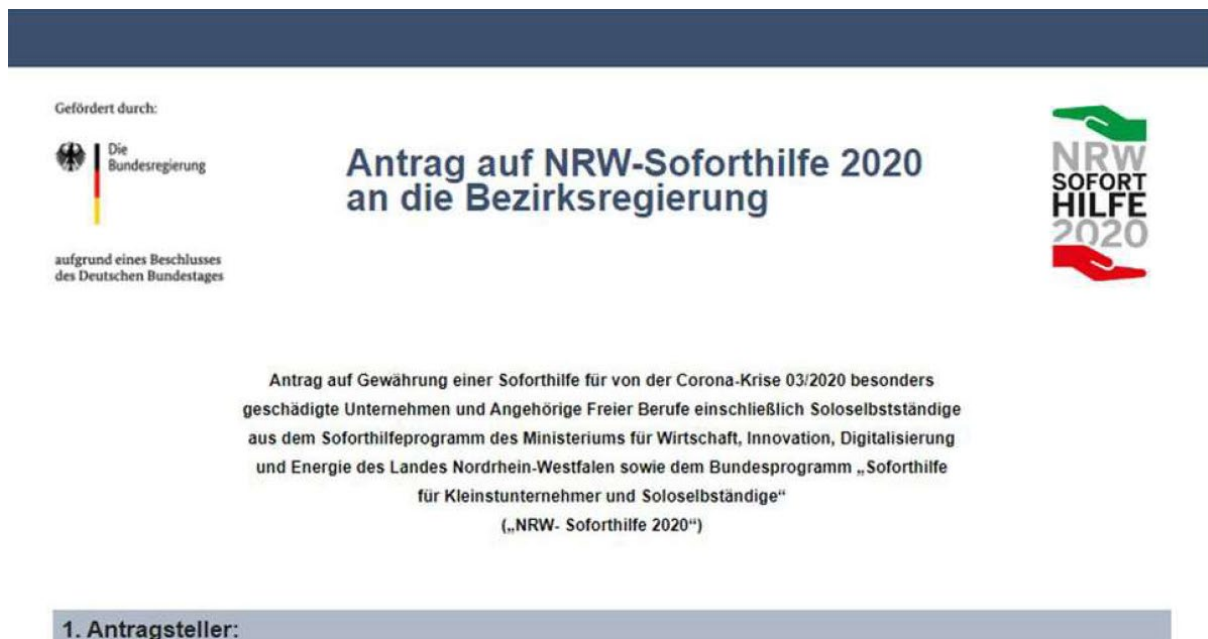 Gefördert durch:
Die
Bundesregierung
aufgrund eines Beschlusses
des Deutschen Bundestages
Antrag auf NRW-Soforthilfe 2020
an die Bezirksregierung
NRW
SOFORT
HILFE
2020
Antrag auf Gewährung einer Soforthilfe für von der Corona-Krise 03/2020 besonders
geschädigte Unternehmen und Angehörige Freier Berufe einschließlich Soloselbstständige
aus dem Soforthilfeprogramm des Ministeriums für Wirtschaft, Innovation, Digitalisierung
und Energie des Landes Nordrhein-Westfalen sowie dem Bundesprogramm „Soforthilfe
für Kleinstunternehmer und Soloselbständige“
(„NRW- Soforthilfe 2020“)
1. Antragsteller: